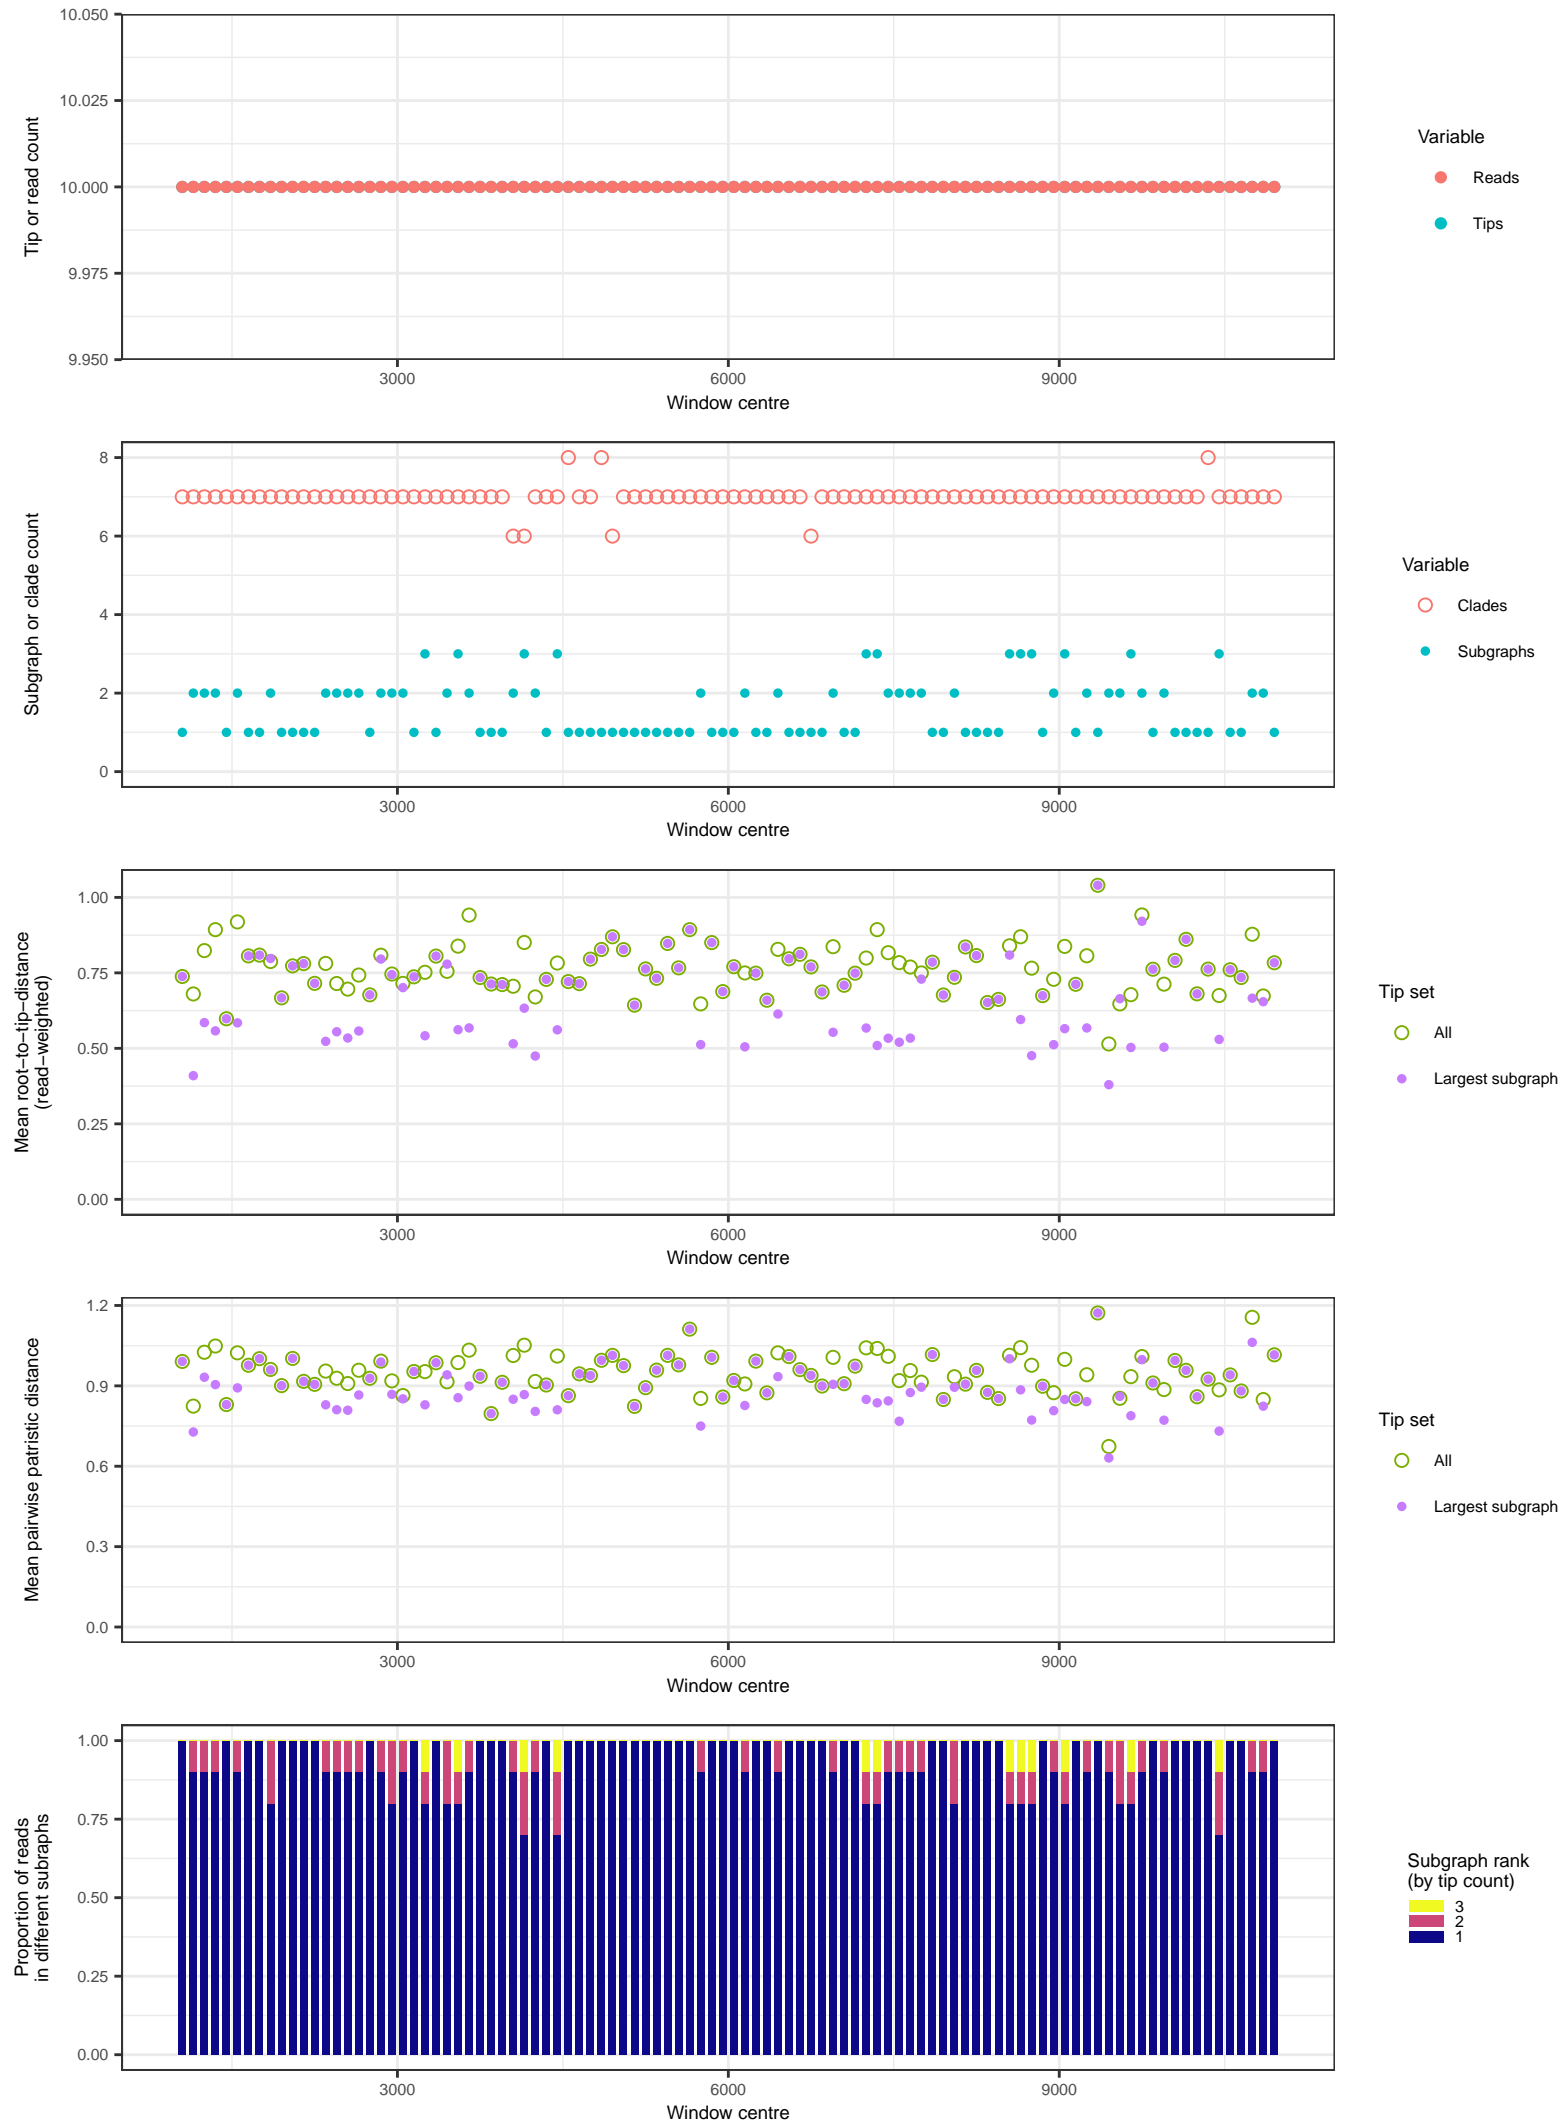 10.050
10.025
10.000
9.975
9.950
Tip or read count
3000
6000
9000
Window centre
Variable
Reads
Tips
8
6
4
2
0
Subgraph or clade count
3000
6000
9000
Window centre
Variable
Clades
Subgraphs
1.00
0.75
0.50
0.25
0.00
Mean root−to−tip−distance
(read−weighted)
3000
6000
9000
Window centre
Tip set
All
Largest subgraph
1.2
0.9
0.6
0.3
0.0
Mean pairwise patristic distance
3000
6000
9000
Window centre
Tip set
All
Largest subgraph
1.00
0.75
0.50
0.25
0.00
Proportion of reads
in different subraphs
3000
6000
9000
Window centre
Subgraph rank
(by tip count)
3
2
1